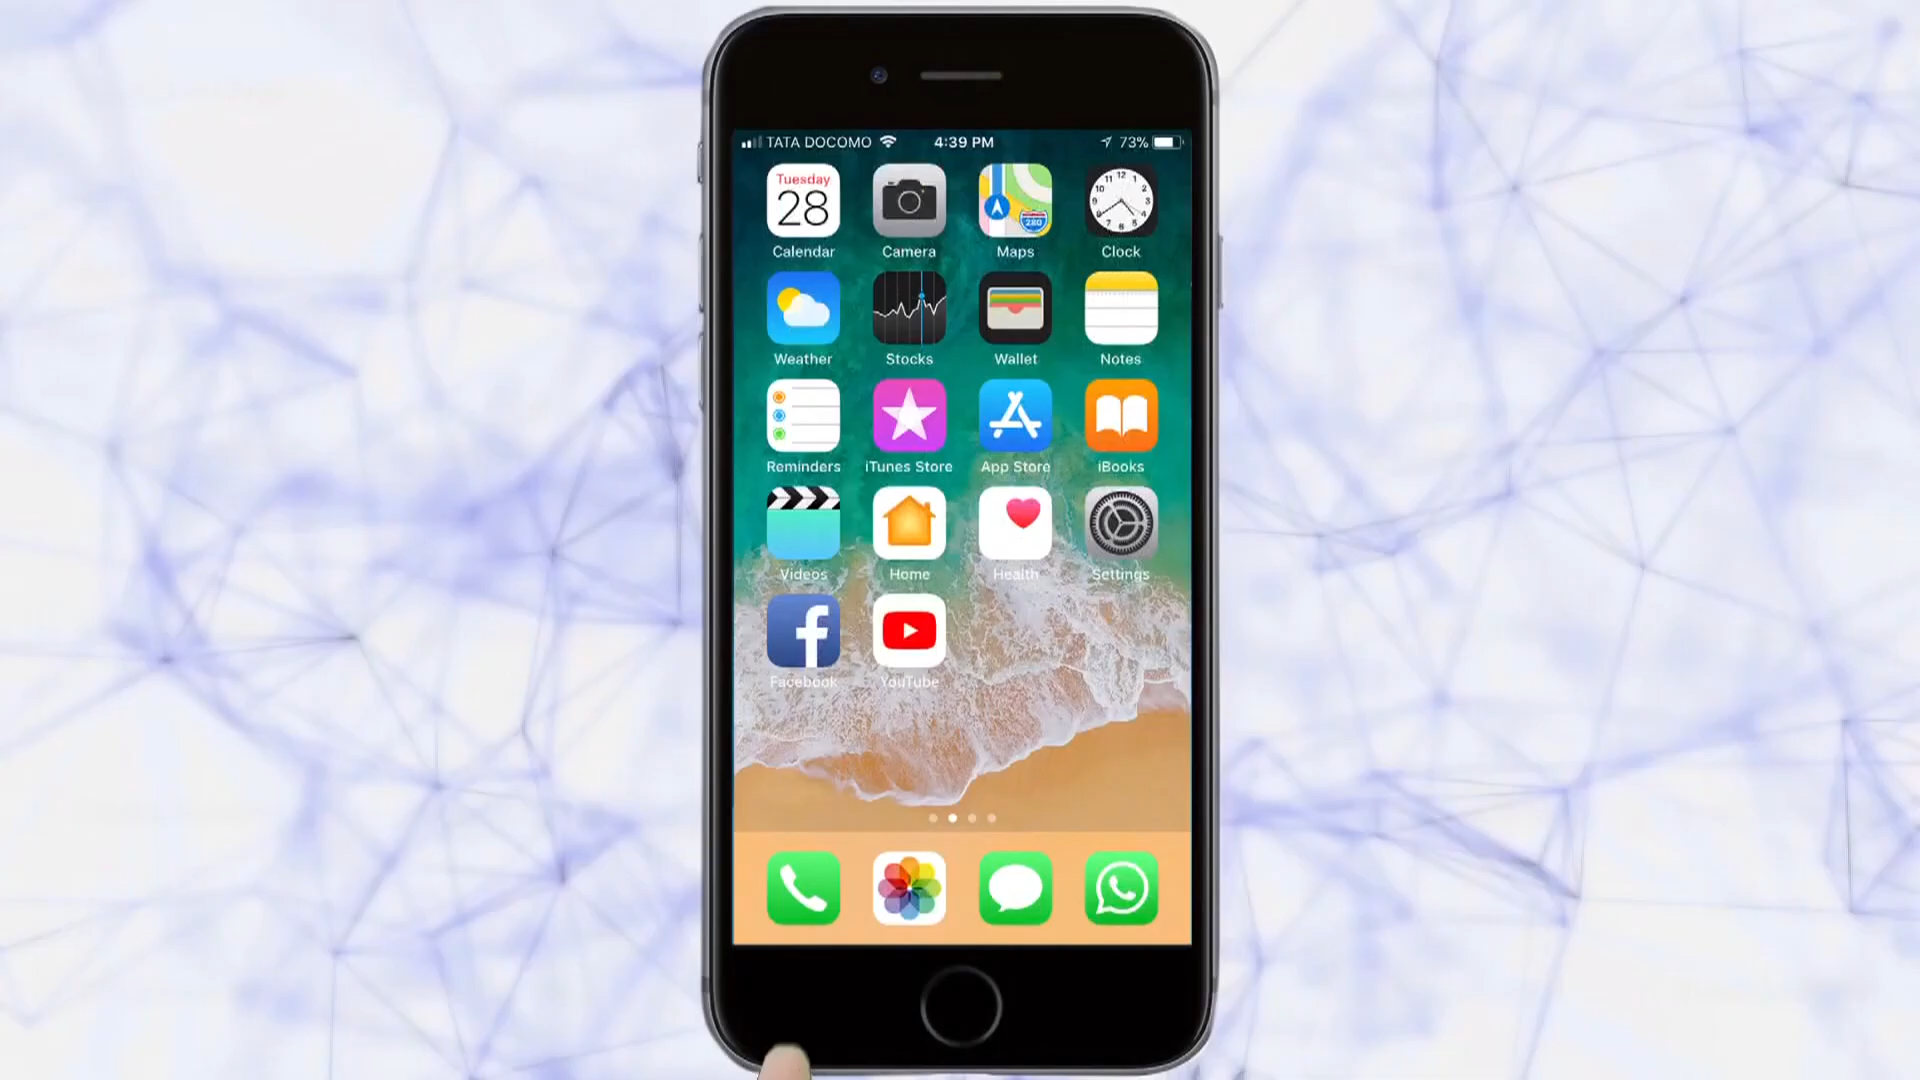 TATA DOCOMO 4:39 PM 73%
Tuesday
28
280
Calendar Camera Maps Clock
Weather Stocks Wallet Notes
Reminders iTunes Store App Store iBooks
Videos Home Health Settings
Facebook YouTube